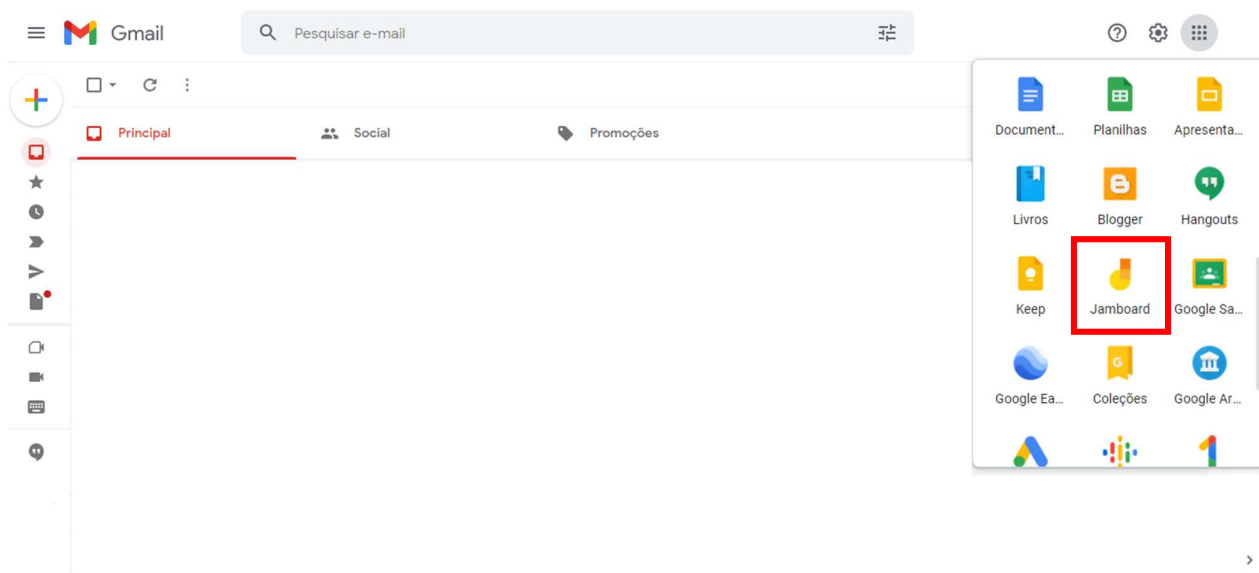 Gmail
Pesquisar e-mail
Principal
Social
Promoções
Document...
Planilhas
Apresenta...
Livros
Blogger
Hangouts
Keep
Jamboard
Google Sa...
Google Ea...
Coleções
Google Ar...